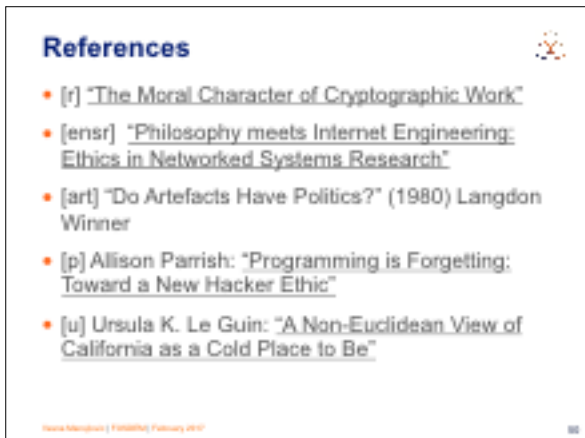 References
• [r] “The Moral Character of Cryptographic Work”
• [ensr] “Philosophy meets Internet Engineering:
Ethics in Networked Systems Research”
• [art] “Do Artefacts Have Politics?” (1980) Langdon
Winner
• [p] Allison Parrish: “Programming is Forgetting:
Toward a New Hacker Ethic”
• [u] Ursula K. Le Guin: “A Non-Euclidean View of
California as a Cold Place to Be”
| February 2017